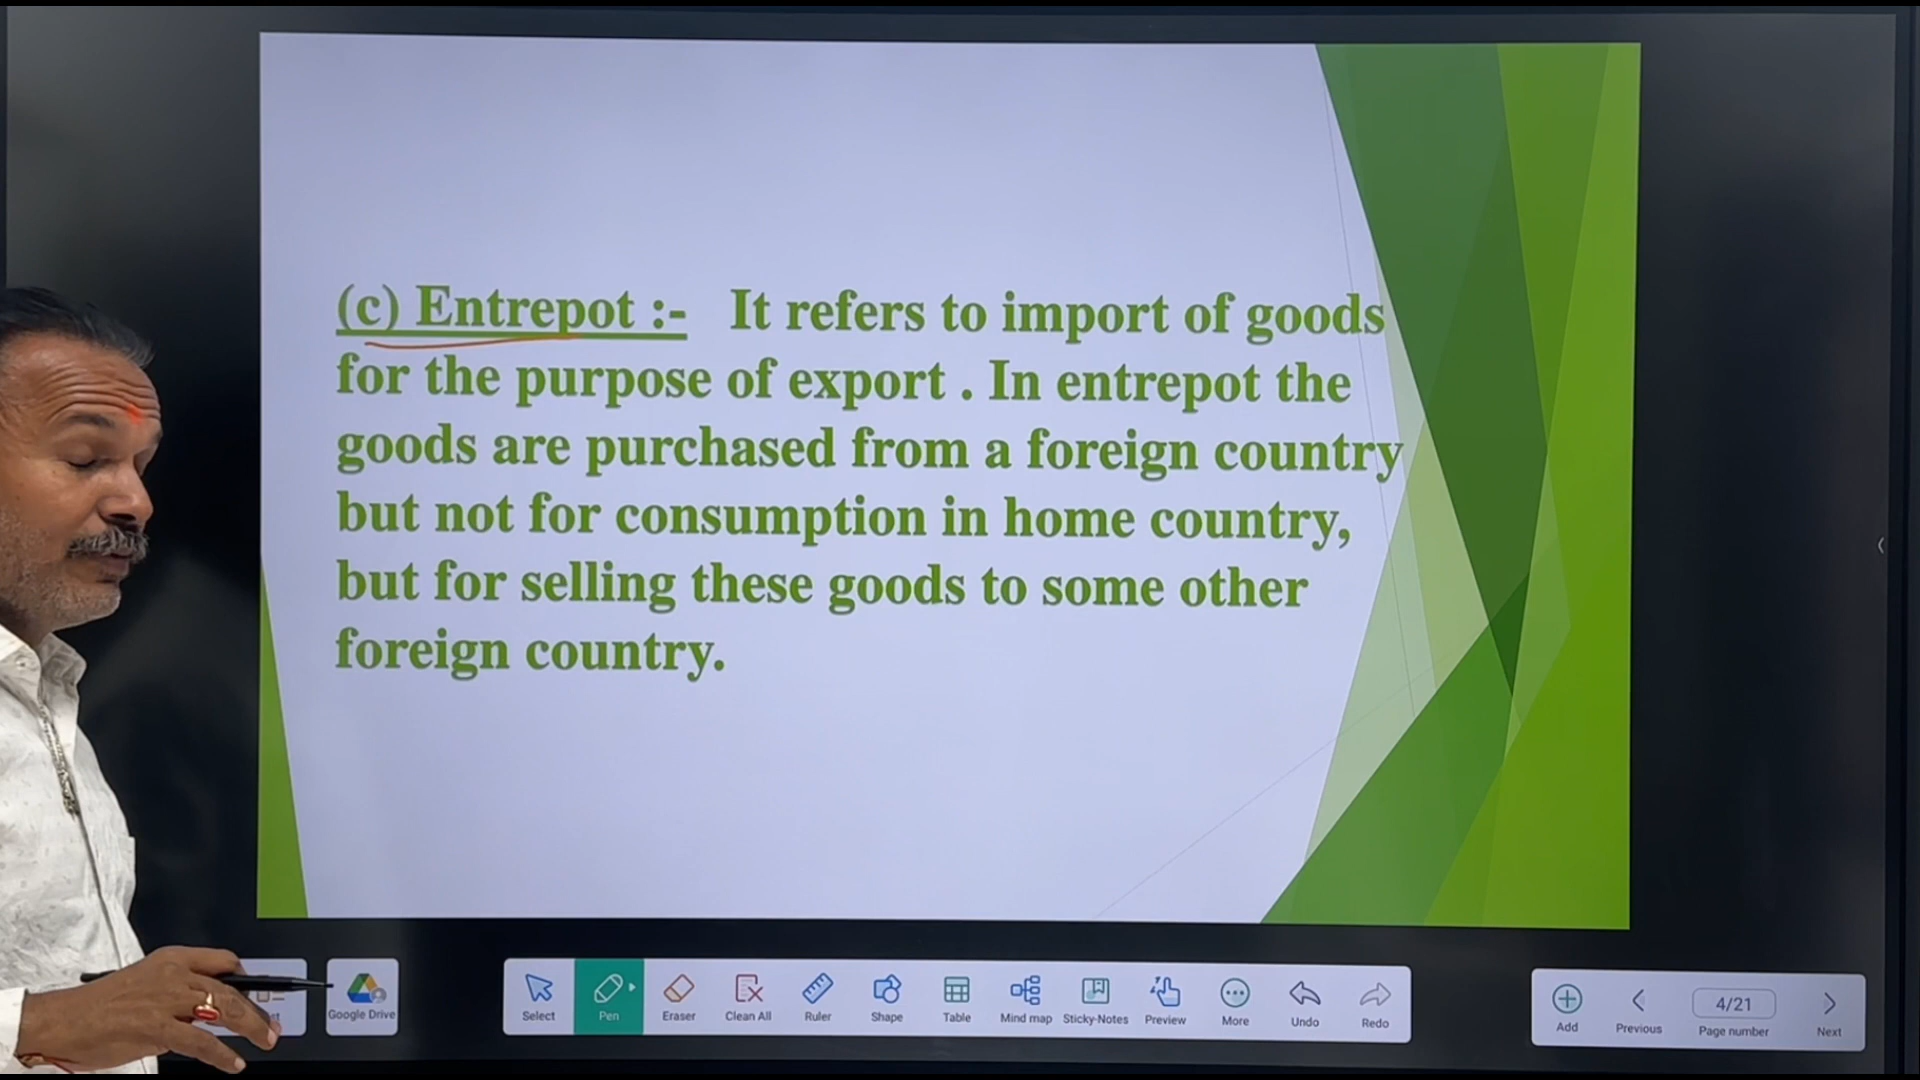 (c) Entrepot :- It refers to import of goods
for the purpose of export . In entrepot the
goods are purchased from a foreign country
but not for consumption in home country,
but for selling these goods to some other
foreign country.
Google Drive
Select
Pen
Eraser
Clean All
Ruler
Shape
Table
Mind map
Sticky-Notes
Preview
More
Undo
Redo
Add
Previous
4/21
Page number
Next